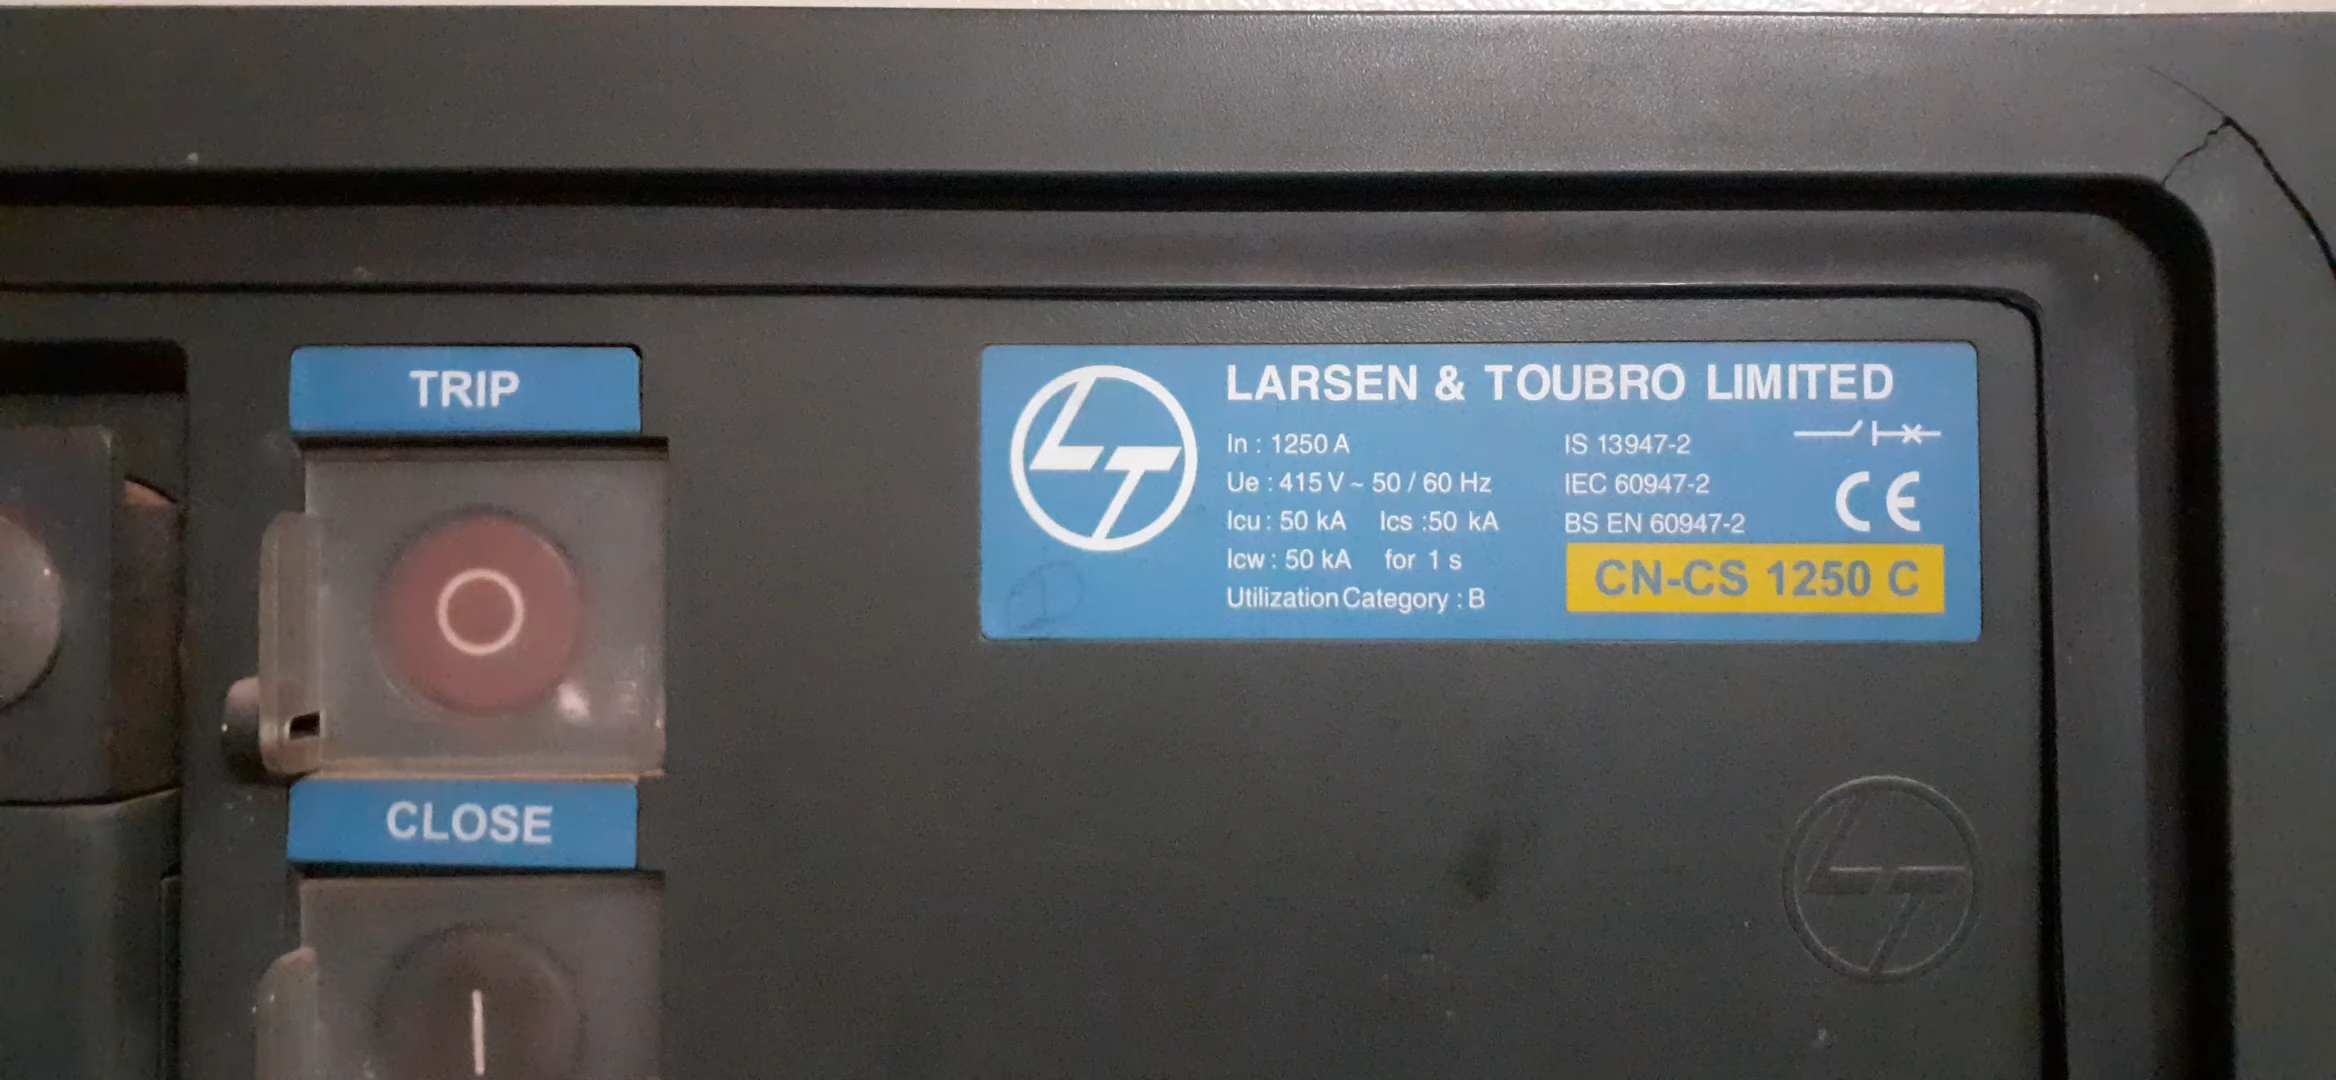 TRIP
O
CLOSE
I
LT
LARSEN & TOUBRO LIMITED
In : 1250 A
Ue : 415 V ~ 50 / 60 Hz
Icu : 50 kA Ics :50 kA
Icw : 50 kA for 1 s
Utilization Category : B
IS 13947-2
IEC 60947-2
BS EN 60947-2
CE
CN-CS 1250 C
LT